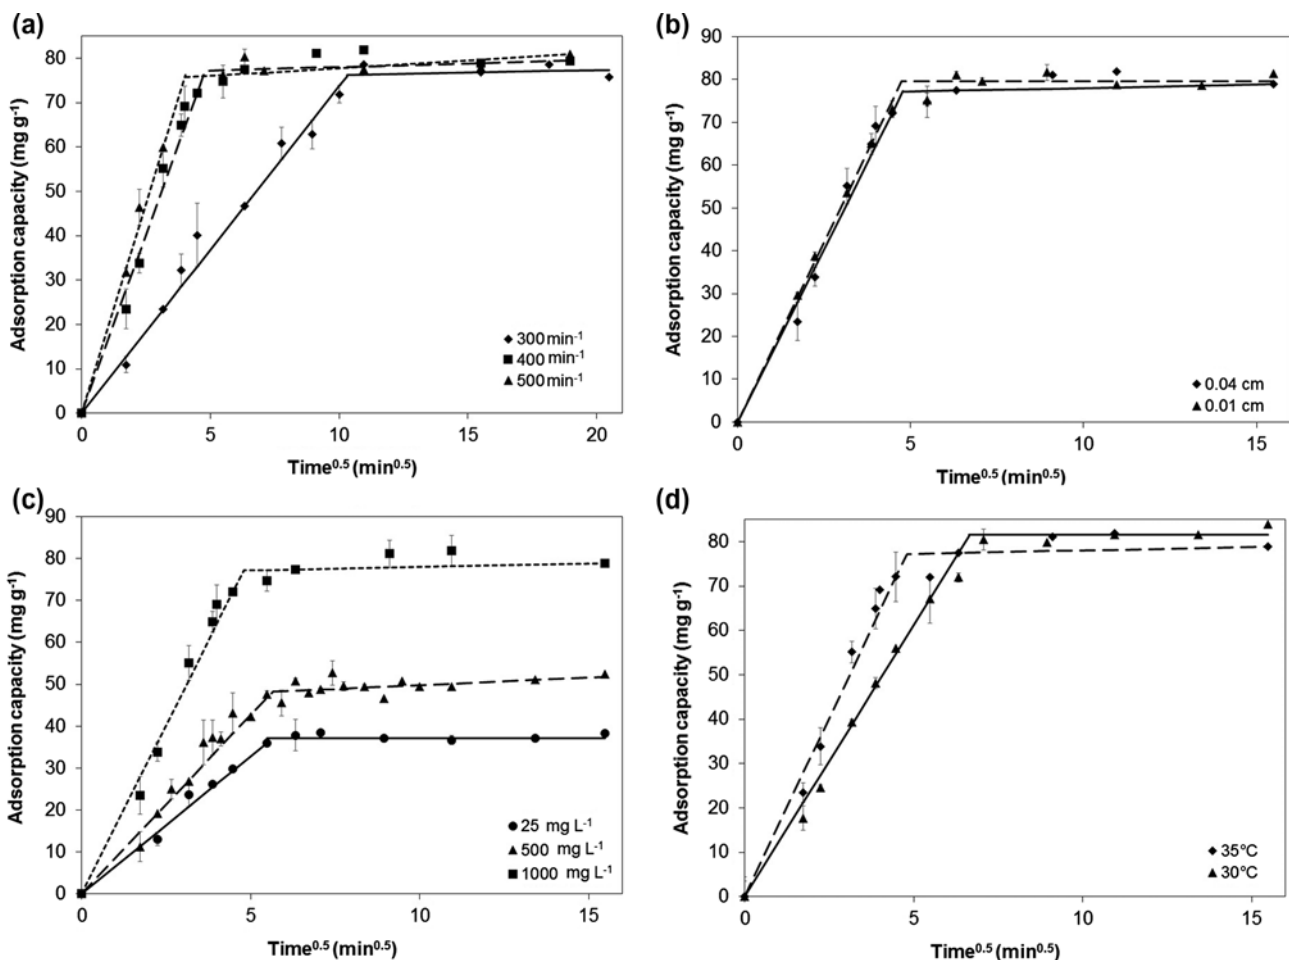 (a)
Adsorption capacity (mg g⁻¹)
90
80
70
60
50
40
30
20
10
0
300 min⁻¹
400 min⁻¹
500 min⁻¹
0 5 10 15 20
Time⁰·⁵ (min⁰·⁵)
(b)
Adsorption capacity (mg g⁻¹)
90
80
70
60
50
40
30
20
10
0
0.04 cm
0.01 cm
0 5 10 15
Time⁰·⁵ (min⁰·⁵)
(c)
Adsorption capacity (mg g⁻¹)
90
80
70
60
50
40
30
20
10
0
25 mg L⁻¹
500 mg L⁻¹
1000 mg L⁻¹
0 5 10 15
Time⁰·⁵ (min⁰·⁵)
(d)
Adsorption capacity (mg g⁻¹)
80
70
60
50
40
30
20
10
0
35°C
30°C
0 5 10 15
Time⁰·⁵ (min⁰·⁵)